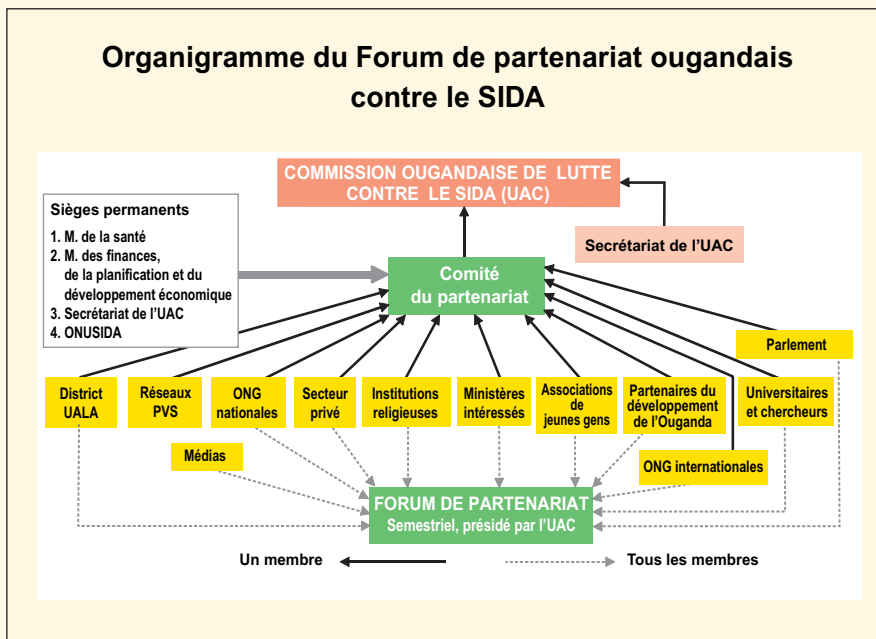 Organigramme du Forum de partenariat ougandais
contre le SIDA
COMMISSION OUGANDAISE DE LUTTE
CONTRE LE SIDA (UAC)
Sièges permanents
1. M. de la santé
2. M. des finances,
de la planification et du
développement économique
3. Secrétariat de l’UAC
4. ONUSIDA
Secrétariat de l’UAC
Comité
du partenariat
Parlement
District
UALA
Réseaux
PVS
ONG
nationales
Secteur
privé
Institutions
religieuses
Ministères
intéressés
Associations
de
jeunes gens
Partenaires du
développement
de l’Ouganda
Universitaires
et chercheurs
Médias
ONG internationales
FORUM DE PARTENARIAT
Semestriel, présidé par l’UAC
Un membre
Tous les membres